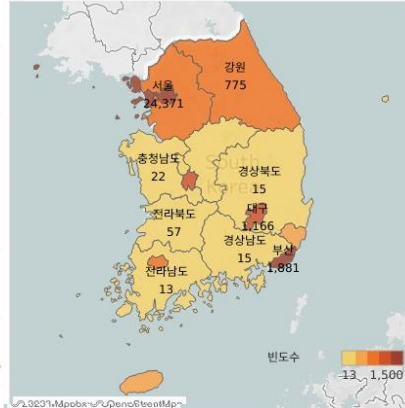 강원
775
서울
24,371
충청남도
22
South
Korea
경상북도
15
대구
1,166
전라북도
57
경상남도
15
부산
1,881
전라남도
13
빈도수
13
1,500